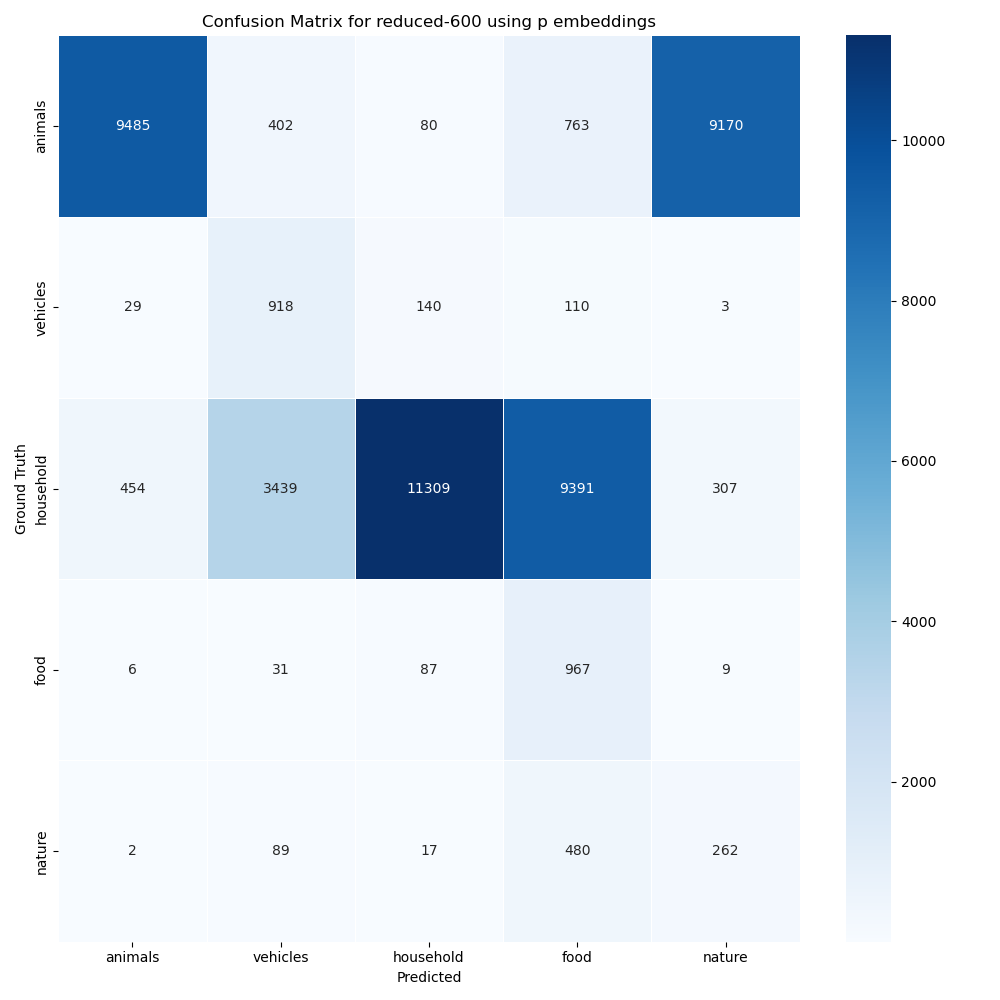 Confusion Matrix for reduced-600 using p embeddings
animals 9485 402 80 763 9170
vehicles 29 918 140 110 3
household 454 3439 11309 9391 307
food 6 31 87 967 9
nature 2 89 17 480 262
animals vehicles household food nature
Predicted
Ground Truth
10000
8000
6000
4000
2000